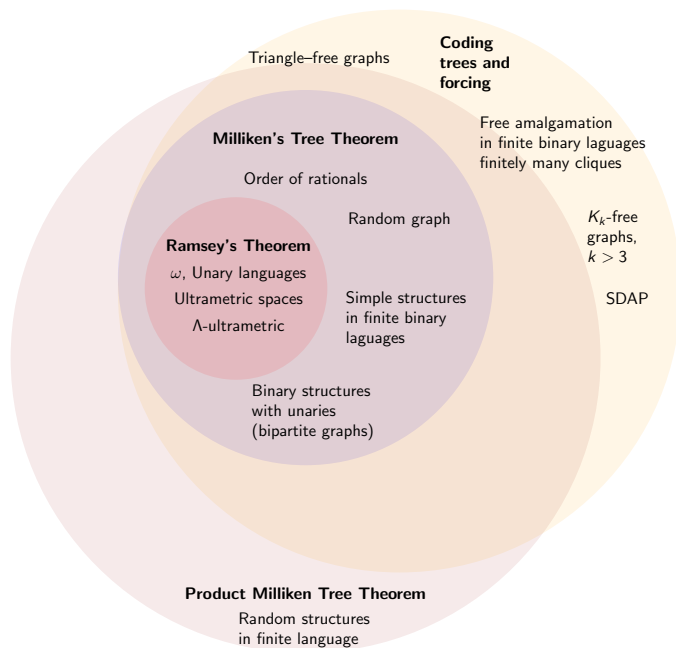 Coding
trees and
forcing
Triangle–free graphs
Free amalgamation
in finite binary laguages
finitely many cliques
Milliken's Tree Theorem
Order of rationals
Random graph
K_k-free
graphs,
k > 3
SDAP
Ramsey's Theorem
ω, Unary languages
Ultrametric spaces
Λ-ultrametric
Simple structures
in finite binary
laguages
Binary structures
with unaries
(bipartite graphs)
Product Milliken Tree Theorem
Random structures
in finite language